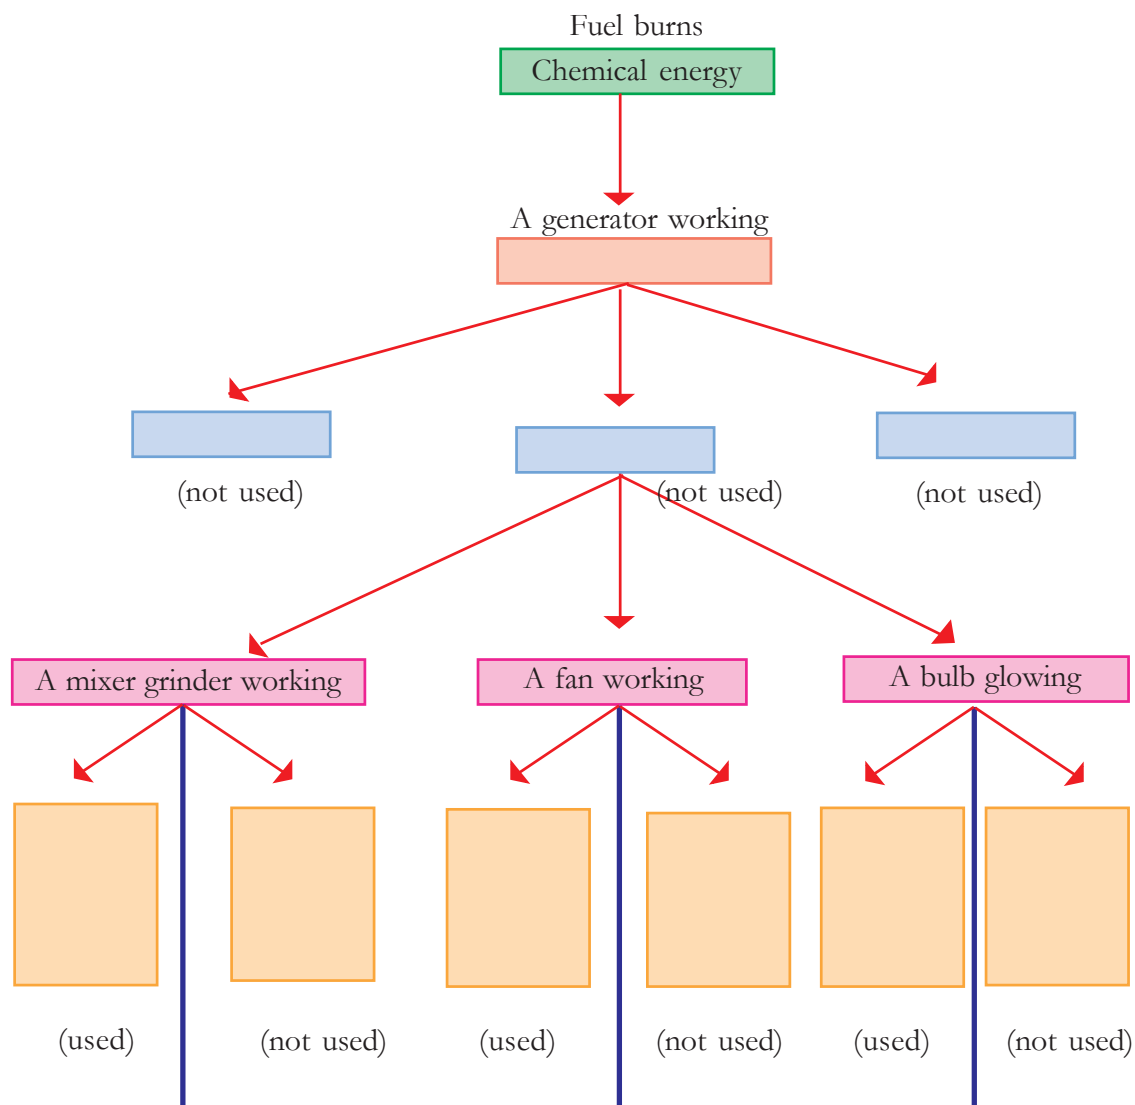 Fuel burns
Chemical energy
A generator working
(not used)
(not used)
(not used)
A mixer grinder working
A fan working
A bulb glowing
(used)
(not used)
(used)
(not used)
(used)
(not used)